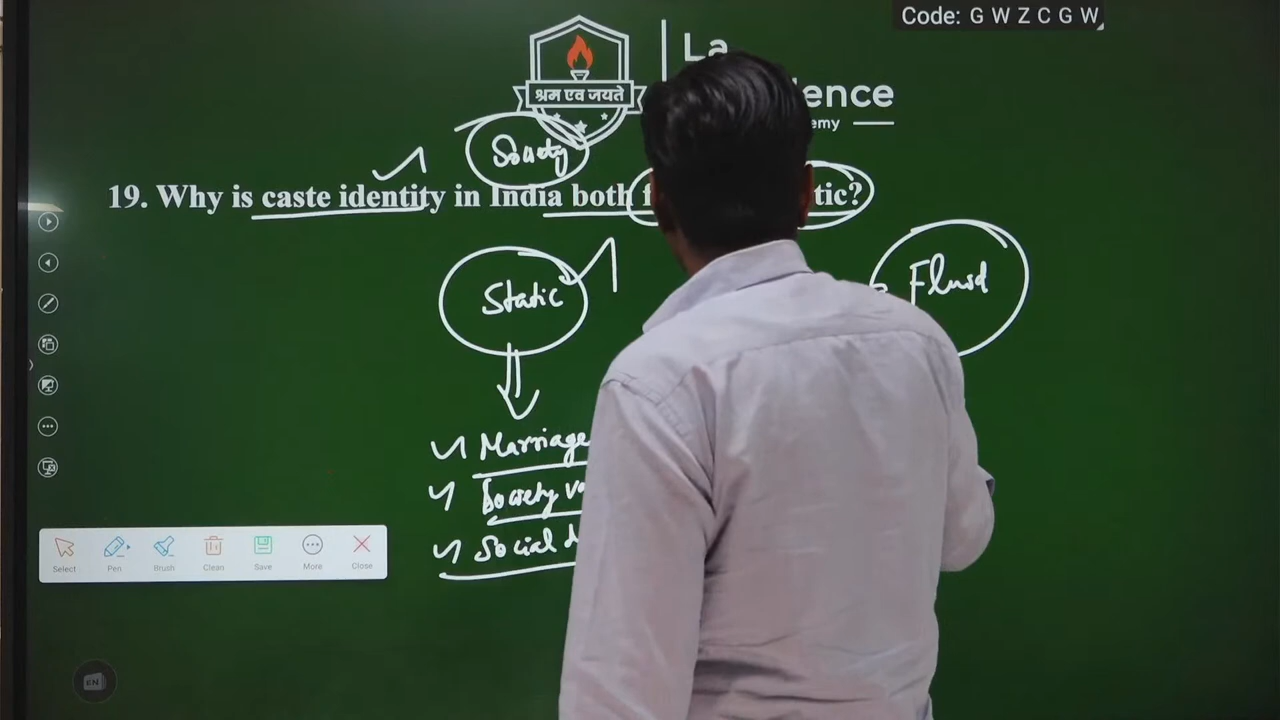 Code: G W Z C G W
La
श्रम एव जयते
ence
emy
Society
19. Why is caste identity in India both f tic?
Static
Fluid
Marriage
Society va
Social d
Select Pen Brush Clean Save More Close
EN